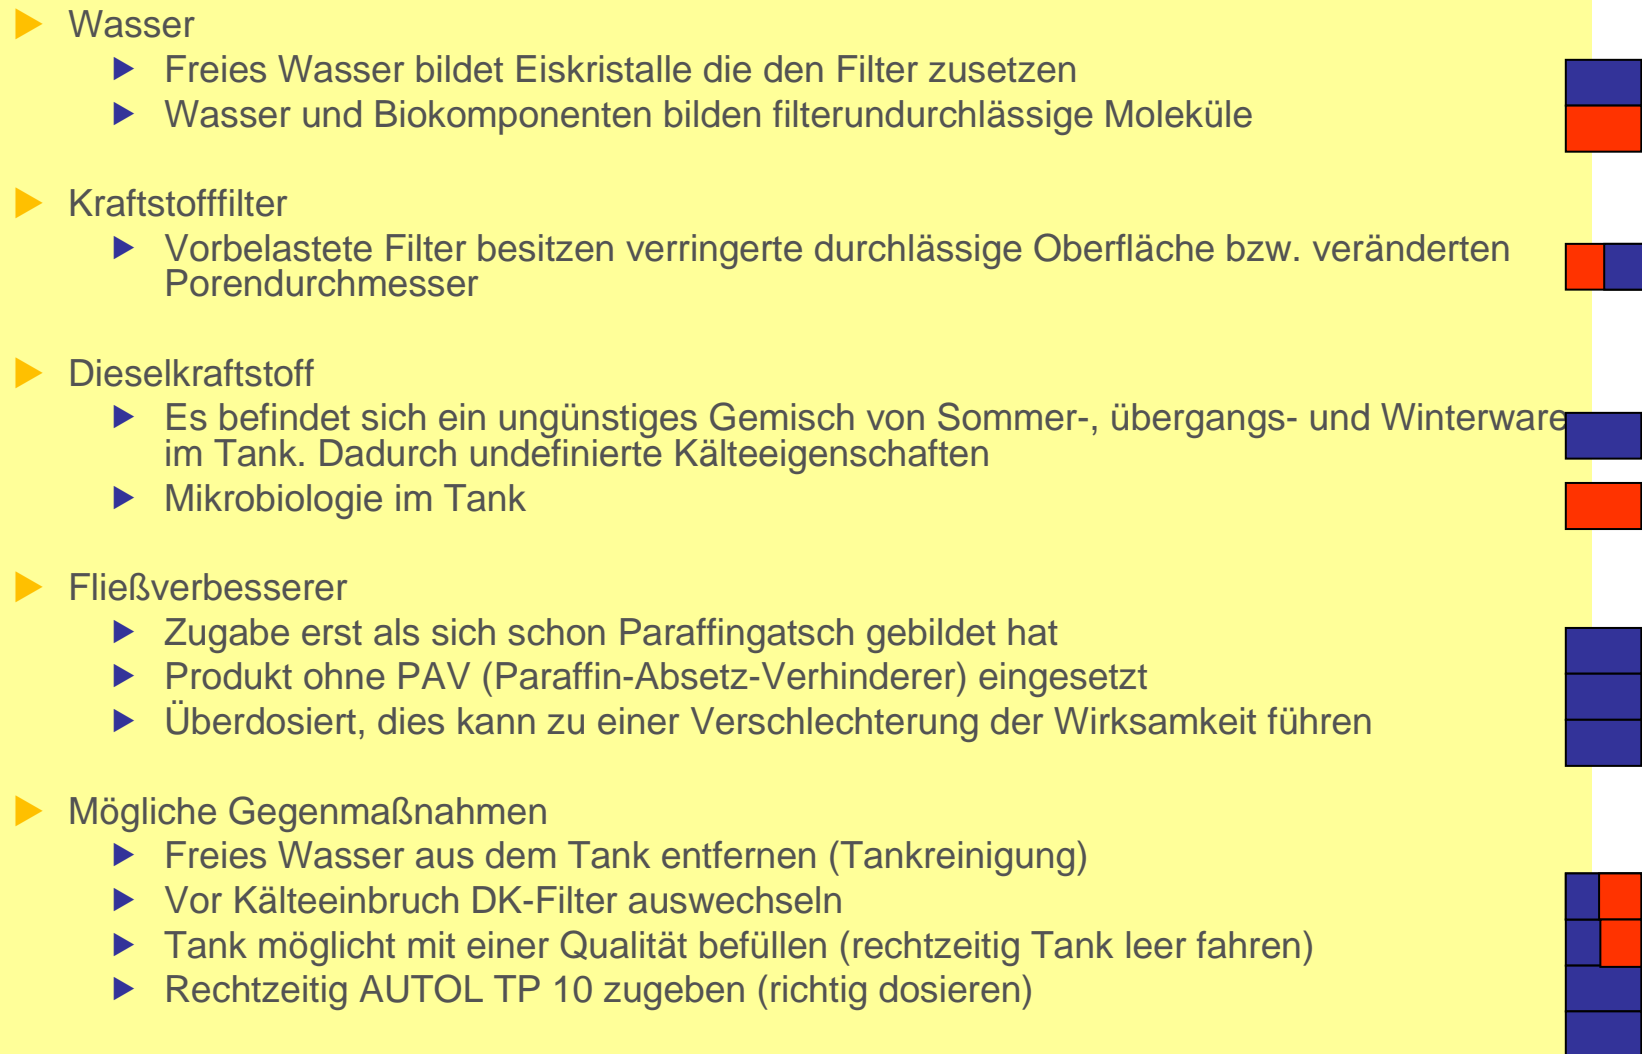 Wasser
Freies Wasser bildet Eiskristalle die den Filter zusetzen
Wasser und Biokomponenten bilden filterundurchlässige Moleküle
Kraftstofffilter
Vorbelastete Filter besitzen verringerte durchlässige Oberfläche bzw. veränderten
Porendurchmesser
Dieselkraftstoff
Es befindet sich ein ungünstiges Gemisch von Sommer-, übergangs- und Winterware
im Tank. Dadurch undefinierte Kälteeigenschaften
Mikrobiologie im Tank
Fließverbesserer
Zugabe erst als sich schon Paraffingatsch gebildet hat
Produkt ohne PAV (Paraffin-Absetz-Verhinderer) eingesetzt
Überdosiert, dies kann zu einer Verschlechterung der Wirksamkeit führen
Mögliche Gegenmaßnahmen
Freies Wasser aus dem Tank entfernen (Tankreinigung)
Vor Kälteeinbruch DK-Filter auswechseln
Tank möglicht mit einer Qualität befüllen (rechtzeitig Tank leer fahren)
Rechtzeitig AUTOL TP 10 zugeben (richtig dosieren)